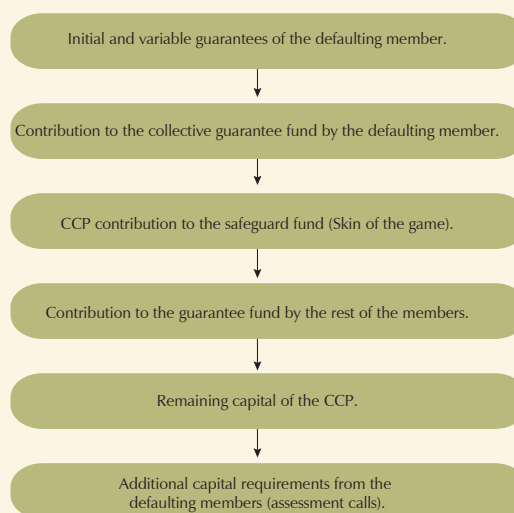 Initial and variable guarantees of the defaulting member.
Contribution to the collective guarantee fund by the defaulting member.
CCP contribution to the safeguard fund (Skin of the game).
Contribution to the guarantee fund by the rest of the members.
Remaining capital of the CCP.
Additional capital requirements from the
defaulting members (assessment calls).